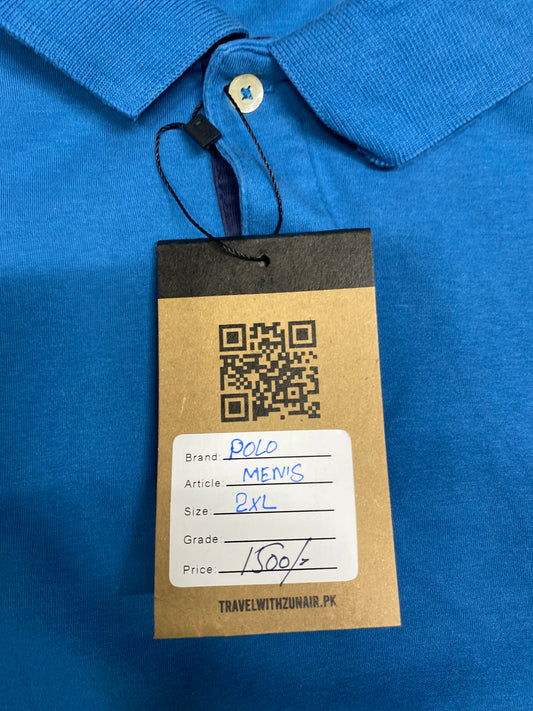 Brand: POLO
Article: MEN'S
Size: 2XL
Grade:
Price: 1500/-
TRAVELWITHZUNAIR.PK